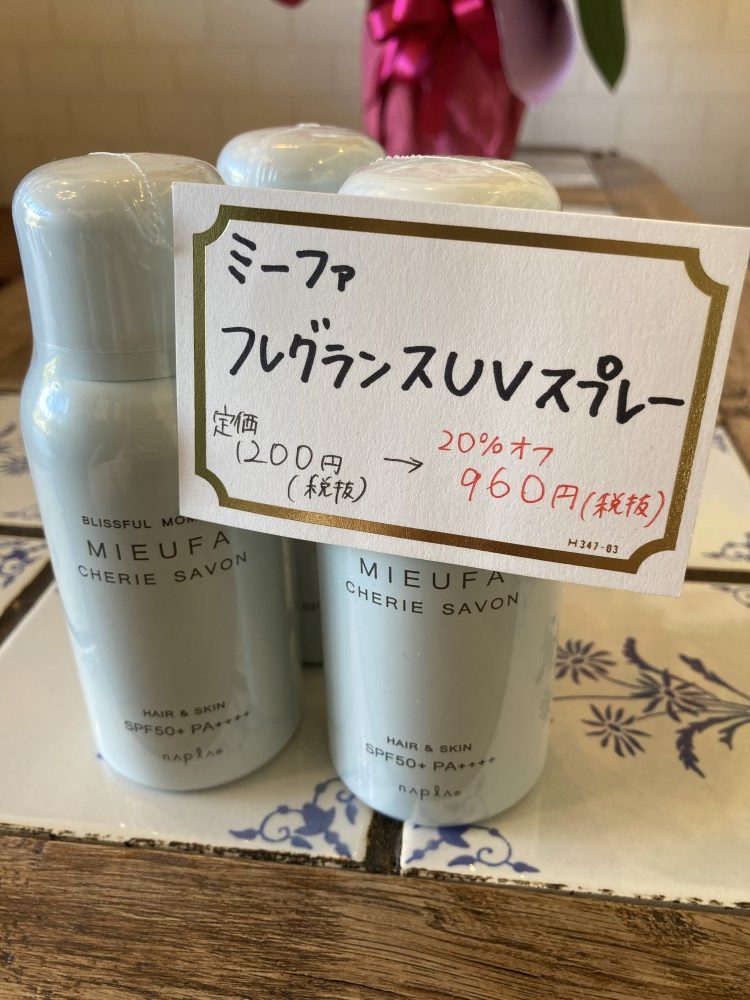 ミーファ
フレグランスUVスプレー
定価
1200円
(税抜)
→
20%オフ
960円(税抜)
H347-03
BLISSFUL
MIEUFA
CHERIE SAVON
HAIR & SKIN
SPF50+ PA++++
napla
MIEUFA
CHERIE SAVON
HAIR & SKIN
SPF50+ PA++++
napla